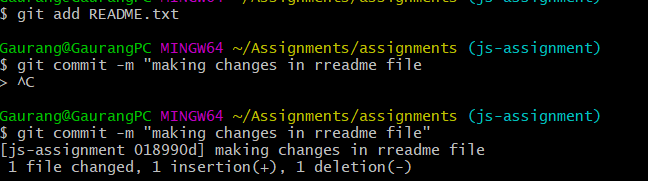 $ git add README.txt
Gaurang@GaurangPC MINGW64 ~/Assignments/assignments (js-assignment)
$ git commit -m "making changes in rreadme file
> ^C
Gaurang@GaurangPC MINGW64 ~/Assignments/assignments (js-assignment)
$ git commit -m "making changes in rreadme file"
[js-assignment 018990d] making changes in rreadme file
1 file changed, 1 insertion(+), 1 deletion(-)